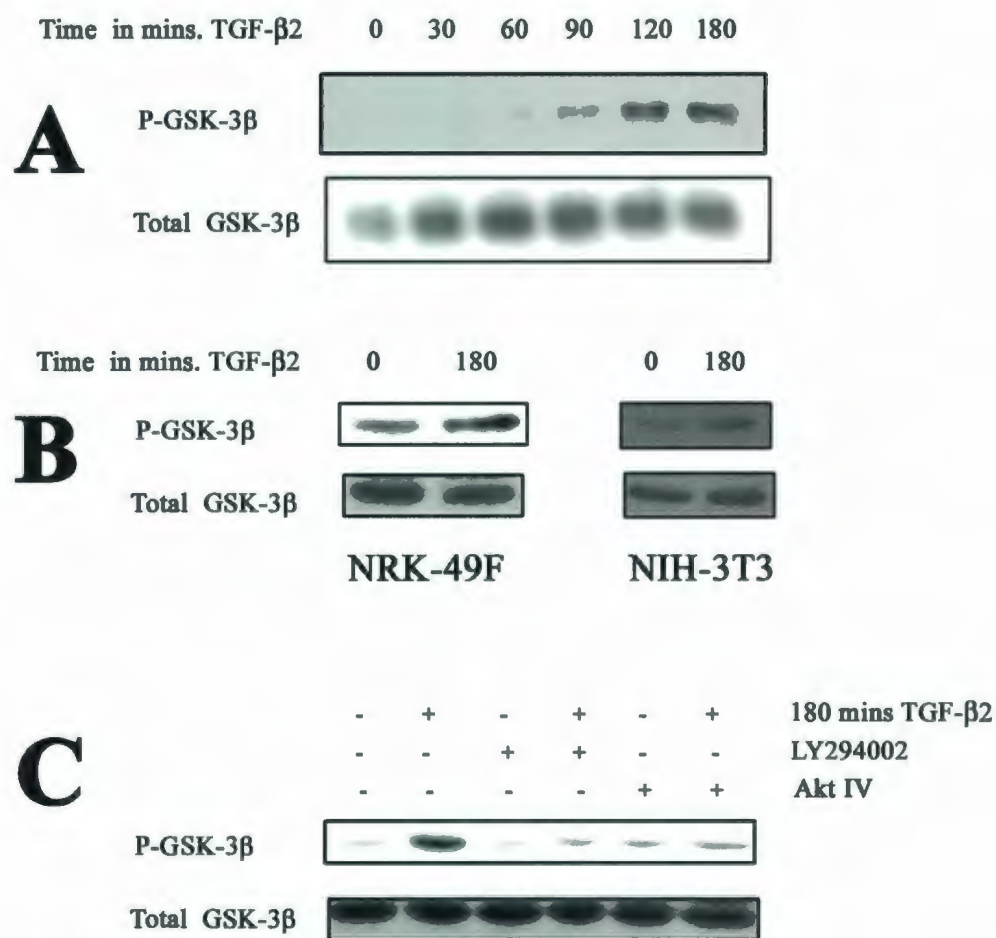 Time in mins. TGF-β2 0 30 60 90 120 180
A
P-GSK-3β
Total GSK-3β
Time in mins. TGF-β2 0 180 0 180
B
P-GSK-3β
Total GSK-3β
NRK-49F NIH-3T3
- + - + - + 180 mins TGF-β2
- - + + - - LY294002
- - - - + + Akt IV
C
P-GSK-3β
Total GSK-3β